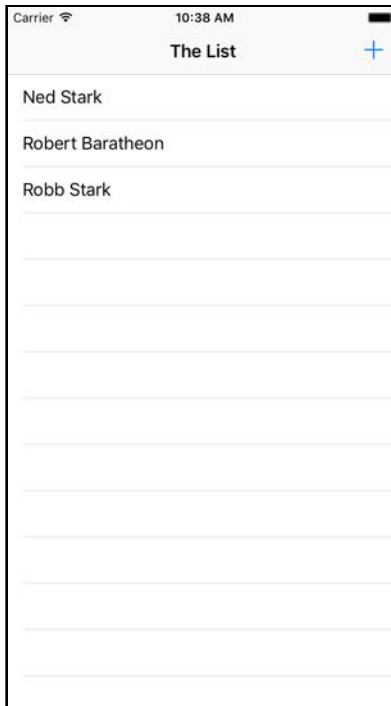 Carrier 10:38 AM
The List +
Ned Stark
Robert Baratheon
Robb Stark